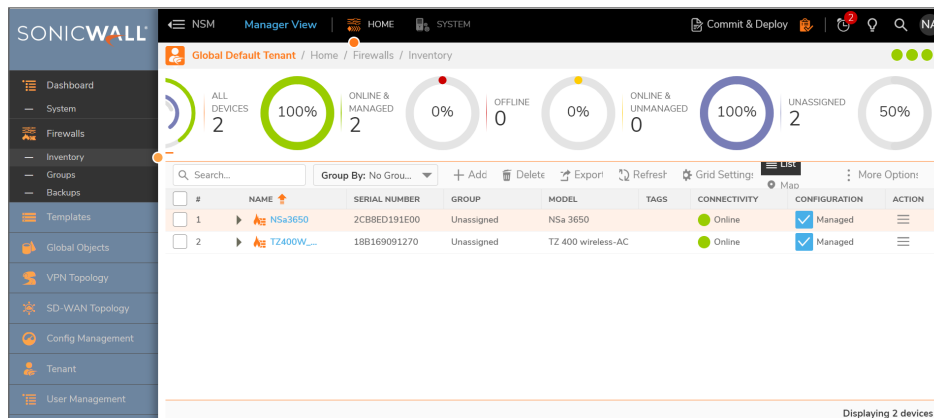 SONICWALL
NSM Manager View HOME SYSTEM Commit & Deploy 2 NA
Global Default Tenant / Home / Firewalls / Inventory
Dashboard
System
Firewalls
Inventory
Groups
Backups
Templates
Global Objects
VPN Topology
SD-WAN Topology
Config Management
Tenant
User Management
ALL DEVICES 2
100% ONLINE & MANAGED 2
0% OFFLINE 0
0% ONLINE & UNMANAGED 0
100% UNASSIGNED 2
50%
Search... Group By: No Grou... Add Delete Export Refresh Grid Settings List Map More Options
# NAME SERIAL NUMBER GROUP MODEL TAGS CONNECTIVITY CONFIGURATION ACTION
1 NSa3650 2CB8ED191E00 Unassigned NSa 3650 Online Managed
2 TZ400W_... 18B169091270 Unassigned TZ 400 wireless-AC Online Managed
Displaying 2 devices